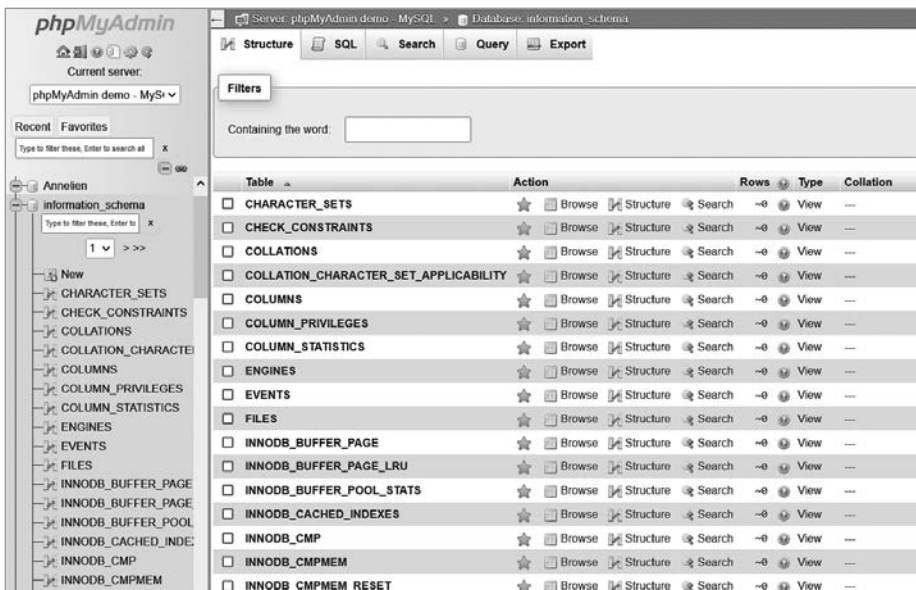 phpMyAdmin
Current server:
phpMyAdmin demo - MyS
Recent Favorites
Type to filter these, Enter to search all X
Annelien
information_schema
Type to filter these, Enter to X
1 > >>
New
CHARACTER_SETS
CHECK_CONSTRAINTS
COLLATIONS
COLLATION_CHARACTE
COLUMNS
COLUMN_PRIVILEGES
COLUMN_STATISTICS
ENGINES
EVENTS
FILES
INNODB_BUFFER_PAGE
INNODB_BUFFER_PAGE
INNODB_BUFFER_POOL
INNODB_CACHED_INDE
INNODB_CMP
INNODB_CMPMEM
Server: phpMyAdmin demo - MySQL » Database: information_schema
Structure SQL Search Query Export
Filters
Containing the word:
Table Action Rows Type Collation
CHARACTER_SETS Browse Structure Search ~0 View ---
CHECK_CONSTRAINTS Browse Structure Search ~0 View ---
COLLATIONS Browse Structure Search ~0 View ---
COLLATION_CHARACTER_SET_APPLICABILITY Browse Structure Search ~0 View ---
COLUMNS Browse Structure Search ~0 View ---
COLUMN_PRIVILEGES Browse Structure Search ~0 View ---
COLUMN_STATISTICS Browse Structure Search ~0 View ---
ENGINES Browse Structure Search ~0 View ---
EVENTS Browse Structure Search ~0 View ---
FILES Browse Structure Search ~0 View ---
INNODB_BUFFER_PAGE Browse Structure Search ~0 View ---
INNODB_BUFFER_PAGE_LRU Browse Structure Search ~0 View ---
INNODB_BUFFER_POOL_STATS Browse Structure Search ~0 View ---
INNODB_CACHED_INDEXES Browse Structure Search ~0 View ---
INNODB_CMP Browse Structure Search ~0 View ---
INNODB_CMPMEM Browse Structure Search ~0 View ---
INNODB_CMPMEM_RESET Browse Structure Search ~0 View ---